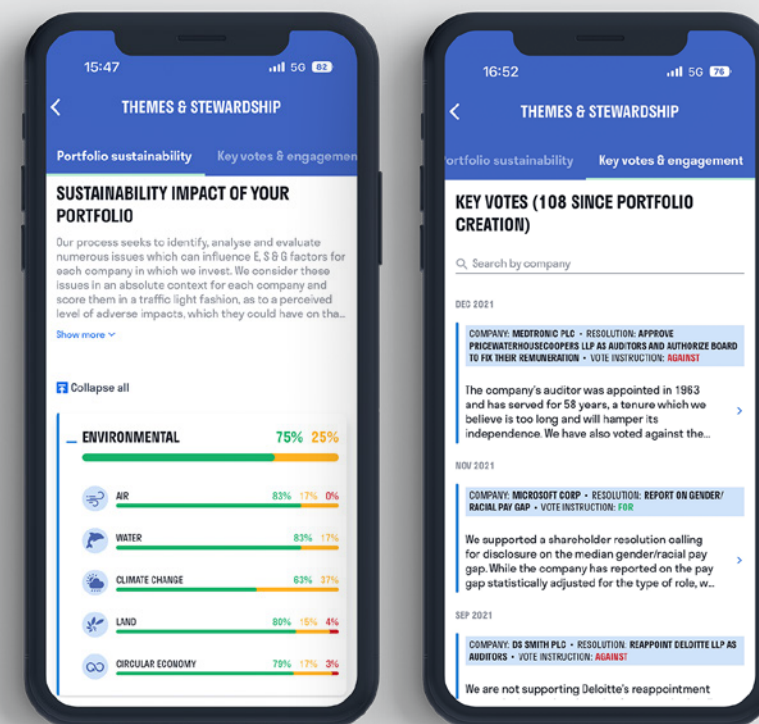 15:47
5G 82
THEMES & STEWARDSHIP
Portfolio sustainability Key votes & engagemen
SUSTAINABILITY IMPACT OF YOUR
PORTFOLIO
Our process seeks to identify, analyse and evaluate
numerous issues which can influence E, S & G factors for
each company in which we invest. We consider these
issues in an absolute context for each company and
score them in a traffic light fashion, as to a perceived
level of adverse impacts, which they could have on tha...
Show more
Collapse all
ENVIRONMENTAL 75% 25%
AIR 83% 17% 0%
WATER 83% 17%
CLIMATE CHANGE 63% 37%
LAND 80% 15% 4%
CIRCULAR ECONOMY 79% 17% 3%
16:52
5G 76
THEMES & STEWARDSHIP
ortfolio sustainability Key votes & engagement
KEY VOTES (108 SINCE PORTFOLIO
CREATION)
Search by company
DEC 2021
COMPANY: MEDTRONIC PLC • RESOLUTION: APPROVE
PRICEWATERHOUSECOOPERS LLP AS AUDITORS AND AUTHORIZE BOARD
TO FIX THEIR REMUNERATION • VOTE INSTRUCTION: AGAINST
The company's auditor was appointed in 1963
and has served for 58 years, a tenure which we
believe is too long and will hamper its
independence. We have also voted against the...
NOV 2021
COMPANY: MICROSOFT CORP • RESOLUTION: REPORT ON GENDER/
RACIAL PAY GAP • VOTE INSTRUCTION: FOR
We supported a shareholder resolution calling
for disclosure on the median gender/racial pay
gap. While the company has reported on the pay
gap statistically adjusted for the type of role, w...
SEP 2021
COMPANY: DS SMITH PLC • RESOLUTION: REAPPOINT DELOITTE LLP AS
AUDITORS • VOTE INSTRUCTION: AGAINST
We are not supporting Deloitte's reappointment